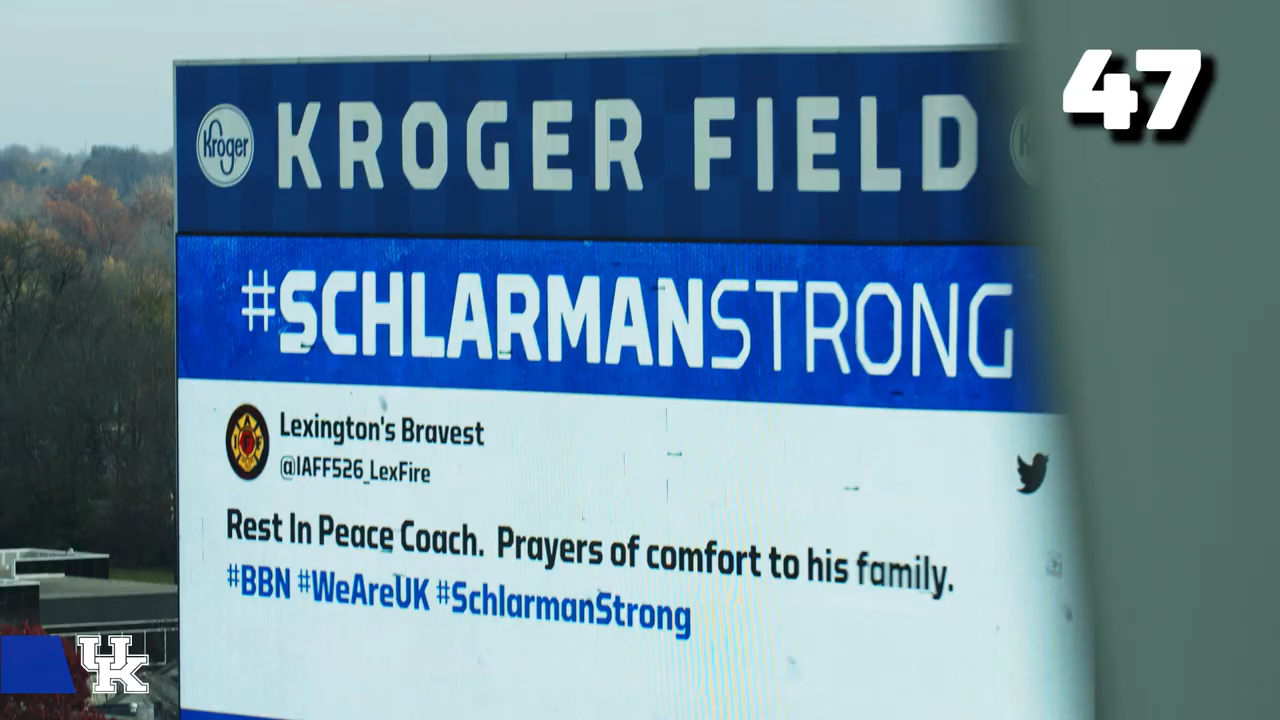 47
Kroger
KROGER FIELD
#SCHLARMANSTRONG
Lexington's Bravest
@IAFF526_LexFire
Rest In Peace Coach. Prayers of comfort to his family.
#BBN #WeAreUK #SchlarmanStrong
UK